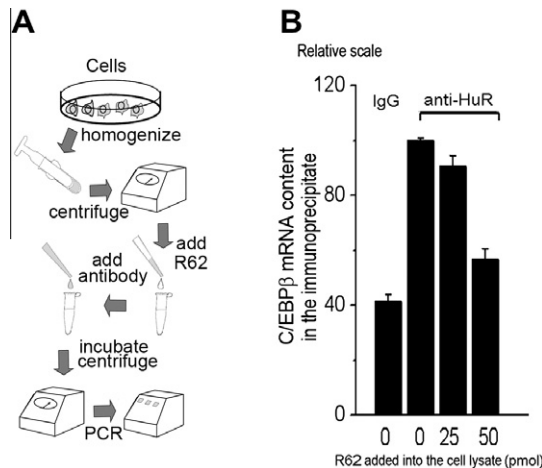 A
Cells
homogenize
centrifuge
add
R62
add
antibody
incubate
centrifuge
PCR
B
Relative scale
C/EBPβ mRNA content
in the immunoprecipitate
120
80
40
0
IgG
anti-HuR
0 0 25 50
R62 added into the cell lysate (pmol)